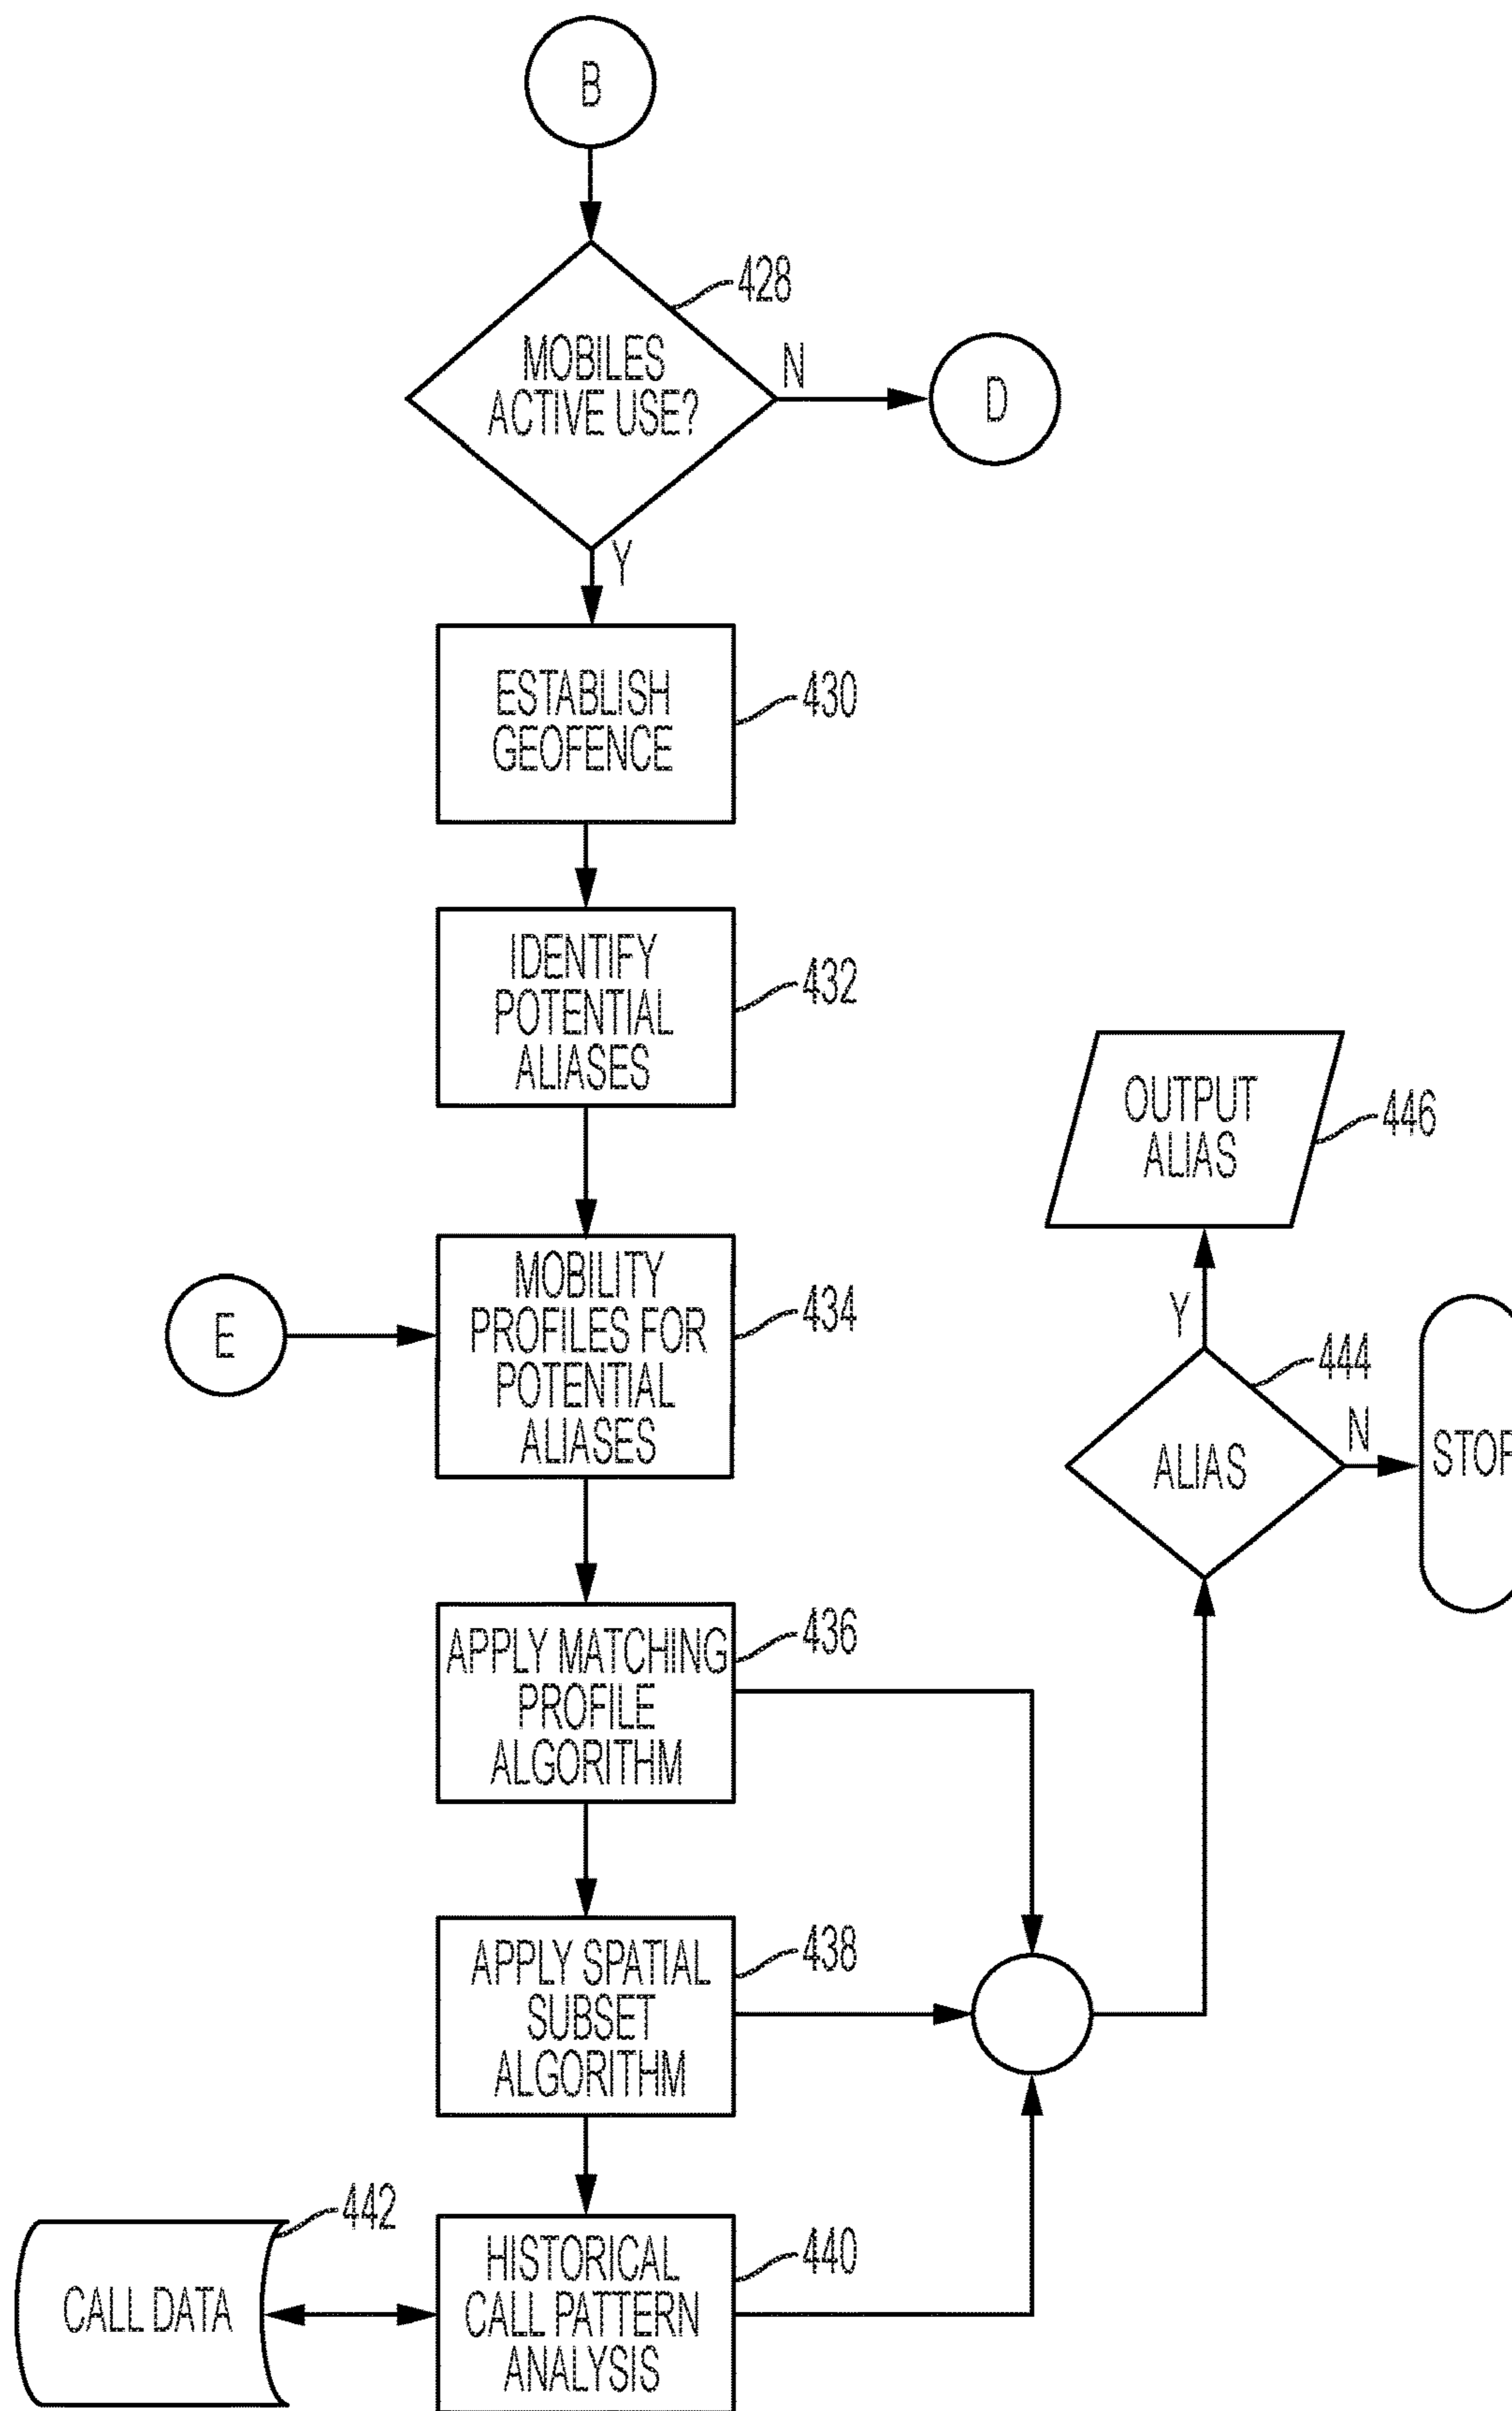 B
428
MOBILES
ACTIVE USE?
N
D
Y
ESTABLISH
GEOFENCE
430
IDENTIFY
POTENTIAL
ALIASES
432
OUTPUT
ALIAS
446
E
MOBILITY
PROFILES FOR
POTENTIAL
ALIASES
434
Y
444
ALIAS
N
STOP
APPLY MATCHING
PROFILE
ALGORITHM
436
APPLY SPATIAL
SUBSET
ALGORITHM
438
442
CALL DATA
HISTORICAL
CALL PATTERN
ANALYSIS
440